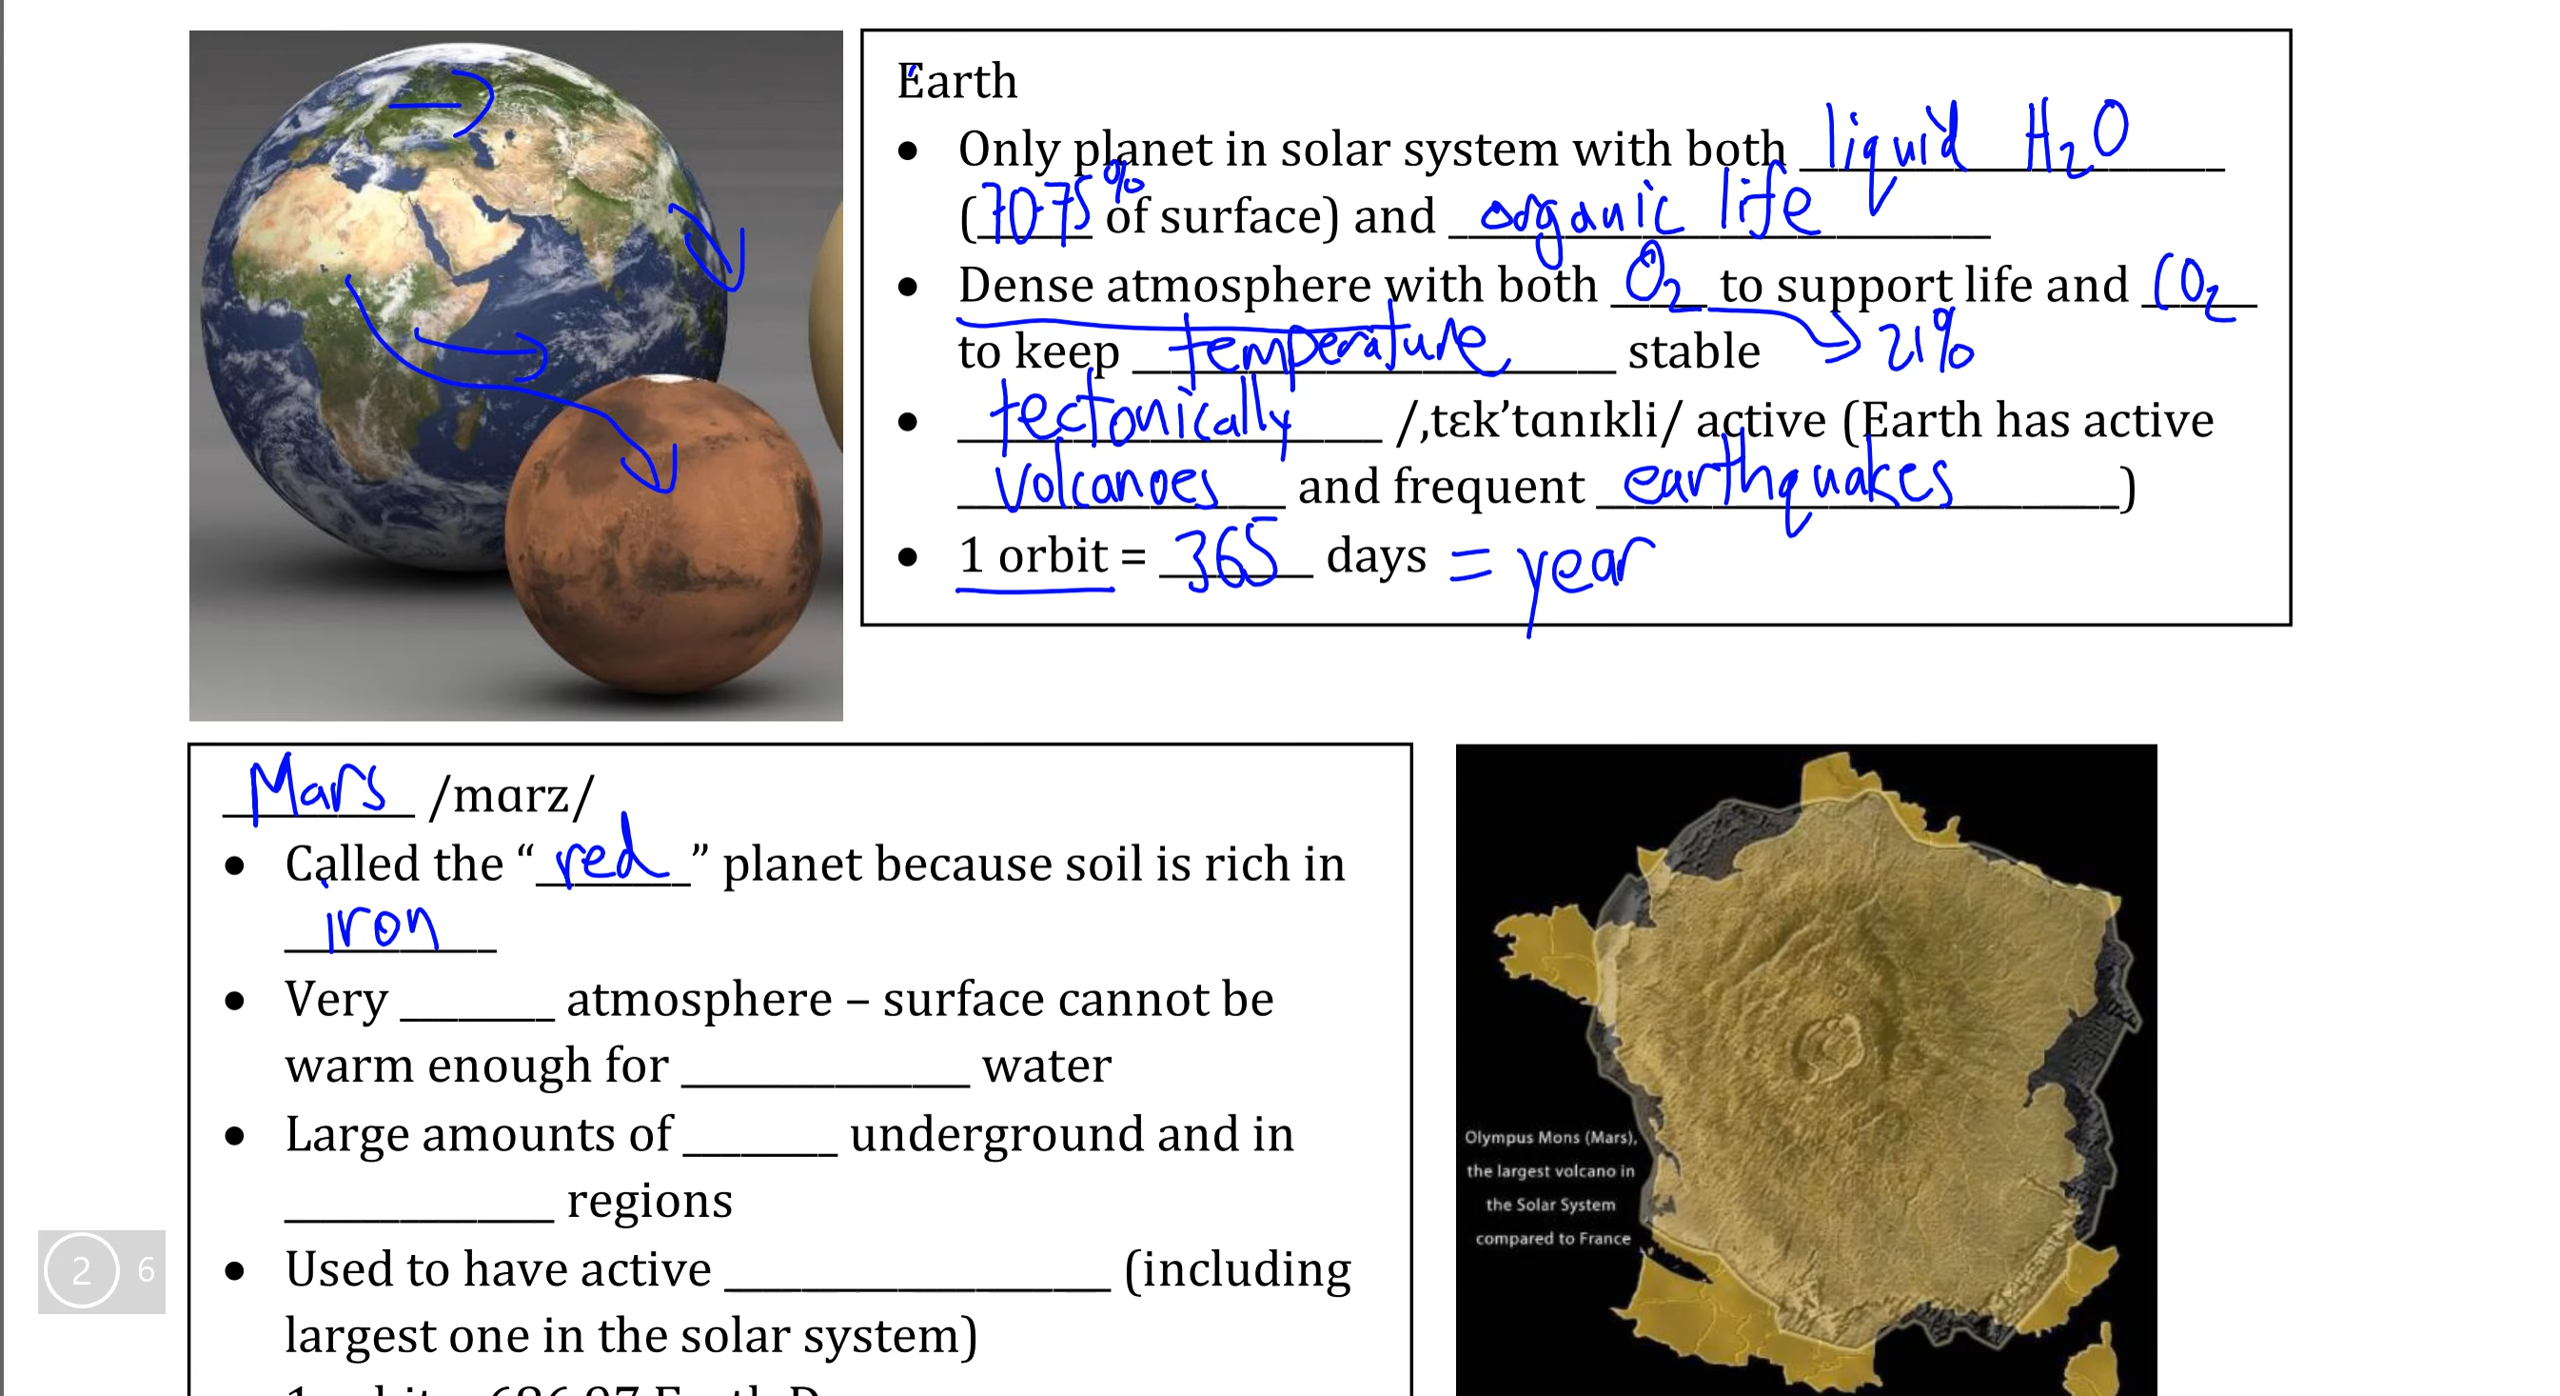 Earth
• Only planet in solar system with both liquid H₂O
(70-75% of surface) and organic life
• Dense atmosphere with both O₂ to support life and CO₂
to keep temperature stable 21%
• tectonically /ˌtɛk’tɑnɪkli/ active (Earth has active
volcanoes and frequent earthquakes)
• 1 orbit = 365 days = year
Mars /mɑrz/
• Called the “red” planet because soil is rich in
iron
• Very ______ atmosphere – surface cannot be
warm enough for ____________ water
• Large amounts of ______ underground and in
___________ regions
• Used to have active ________________ (including
largest one in the solar system)
Olympus Mons (Mars),
the largest volcano in
the Solar System
compared to France
2 6